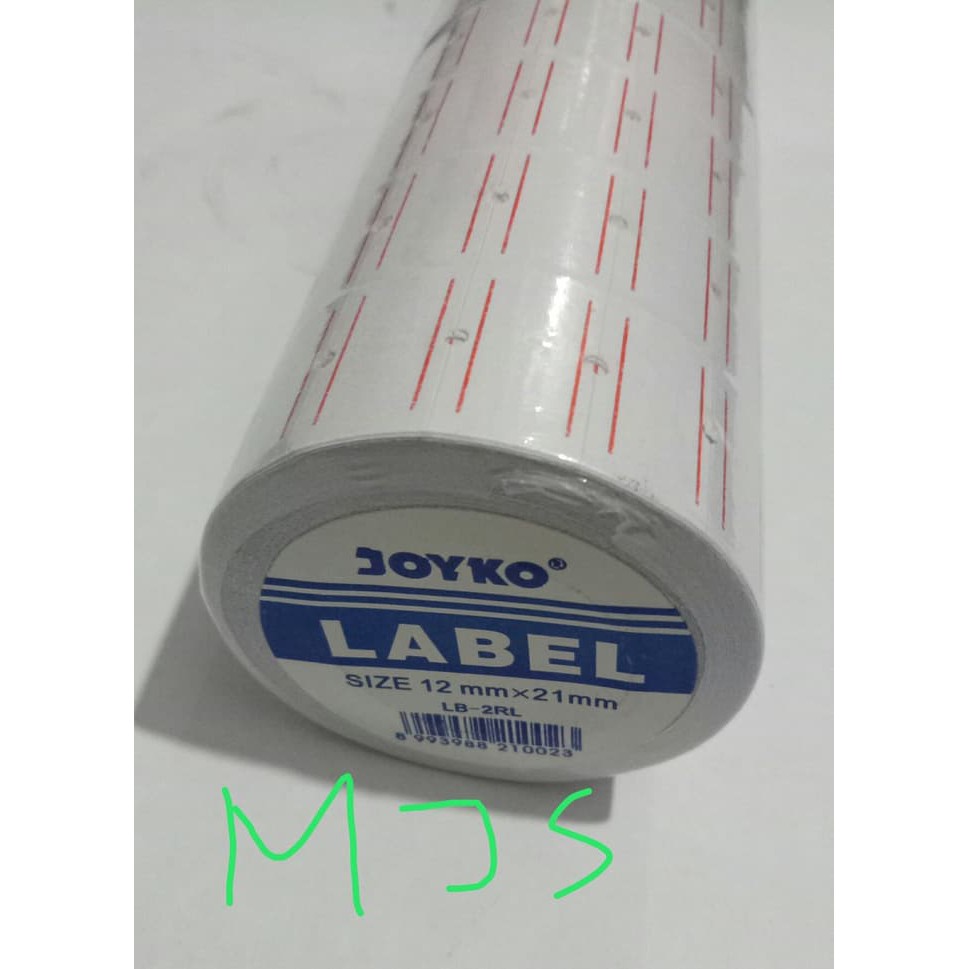 JOYKO®
LABEL
SIZE 12 mm×21mm
LB-2RL
8 993988 210023
MJS